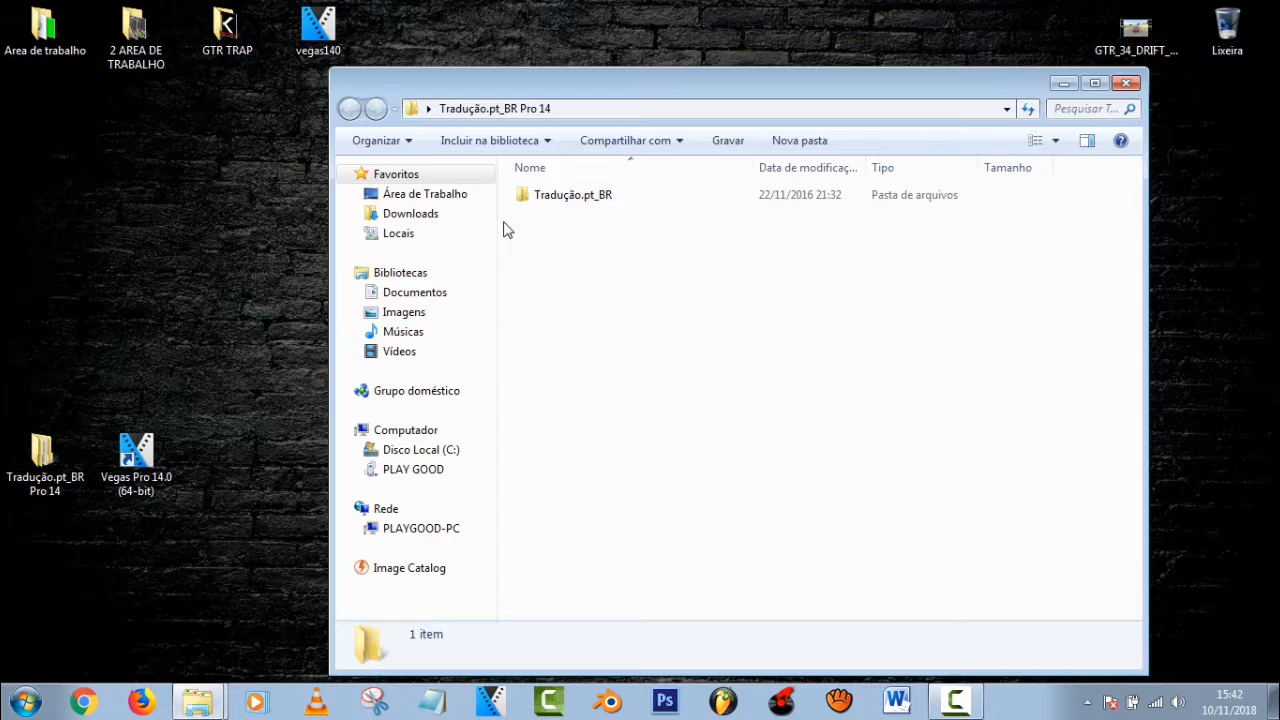 Area de trabalho
2 AREA DE
TRABALHO
GTR TRAP
vegas140
GTR_34_DRIFT_...
Lixeira
Tradução.pt_BR Pro 14
Pesquisar T...
Organizar
Incluir na biblioteca
Compartilhar com
Gravar
Nova pasta
Nome
Data de modificaç...
Tipo
Tamanho
Favoritos
Área de Trabalho
Downloads
Locais
Tradução.pt_BR
22/11/2016 21:32
Pasta de arquivos
Bibliotecas
Documentos
Imagens
Músicas
Vídeos
Grupo doméstico
Computador
Disco Local (C:)
PLAY GOOD
Rede
PLAYGOOD-PC
Image Catalog
Tradução.pt_BR
Pro 14
Vegas Pro 14.0
(64-bit)
1 item
Ps
W
15:42
10/11/2018